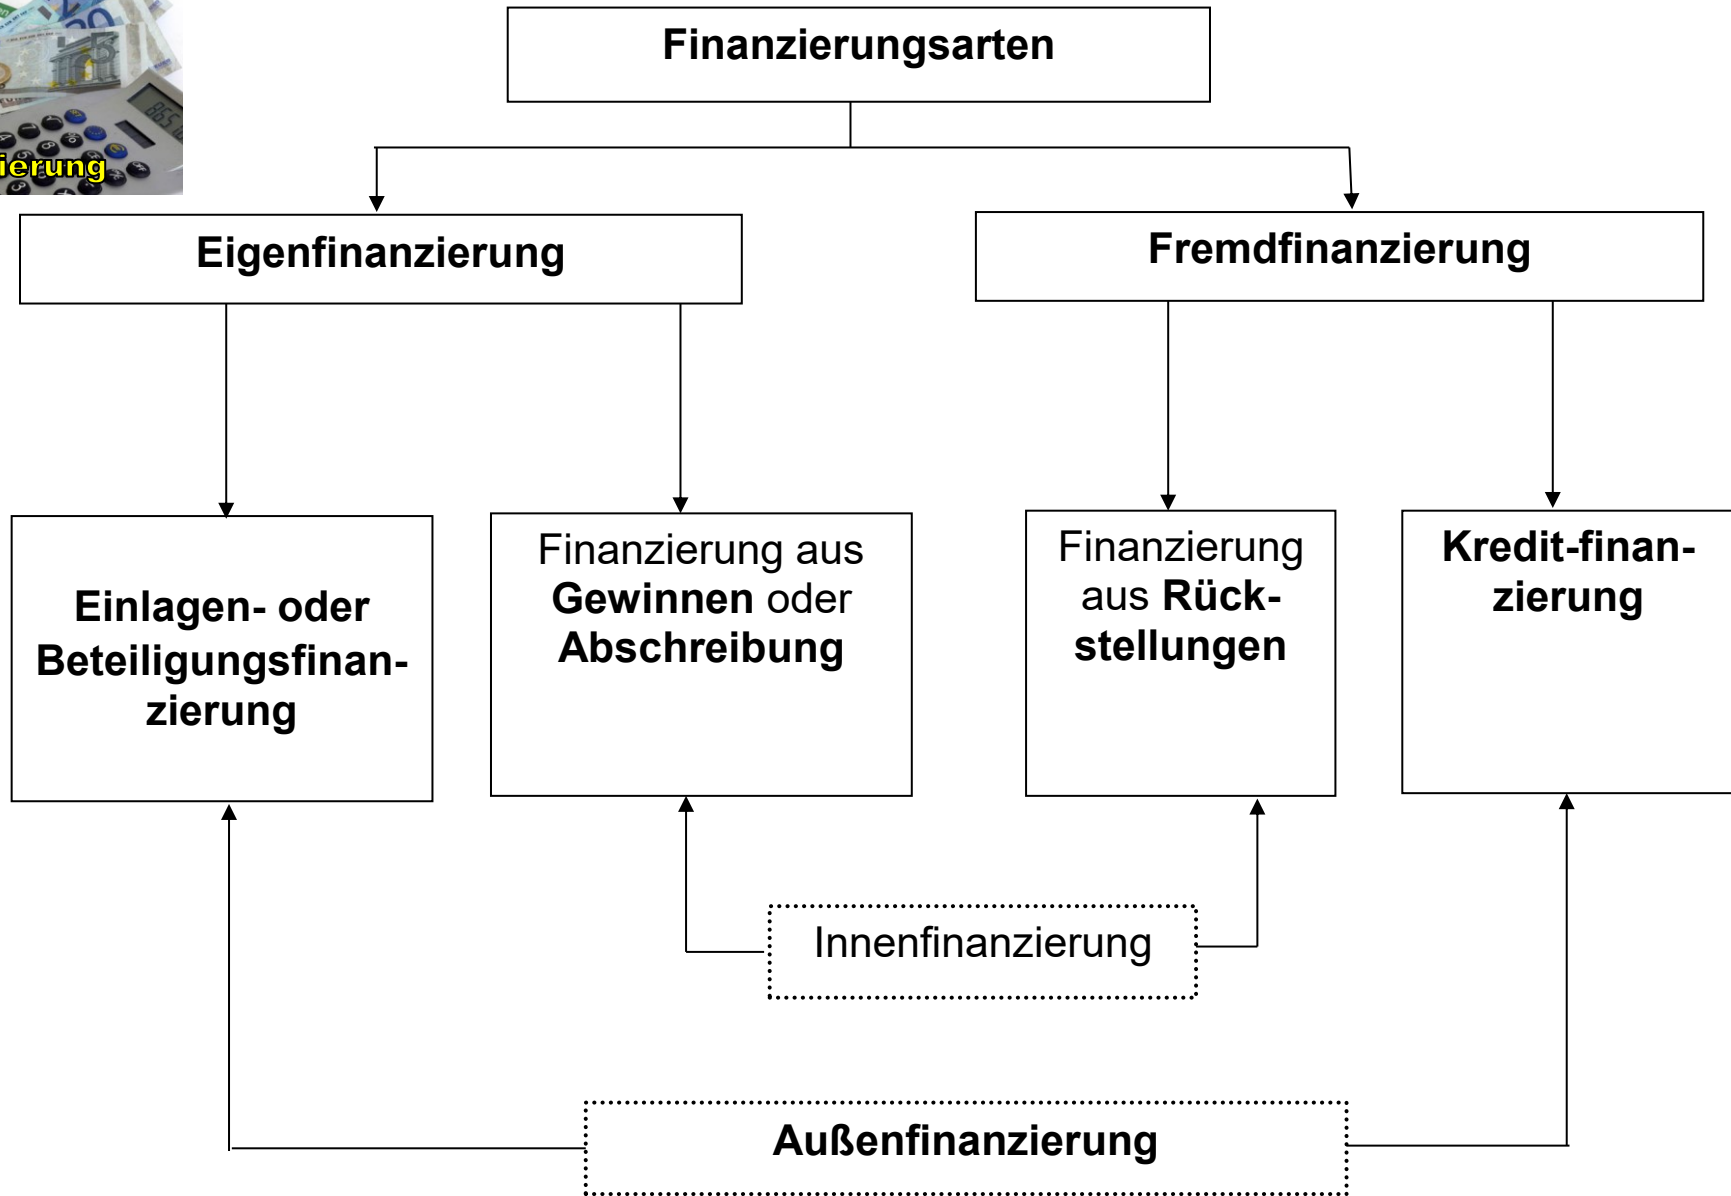 Finanzierungsarten
ierung
Eigenfinanzierung
Fremdfinanzierung
Einlagen- oder
Beteiligungsfinan-
zierung
Finanzierung aus
Gewinnen oder
Abschreibung
Finanzierung
aus Rück-
stellungen
Kredit-finan-
zierung
Innenfinanzierung
Außenfinanzierung